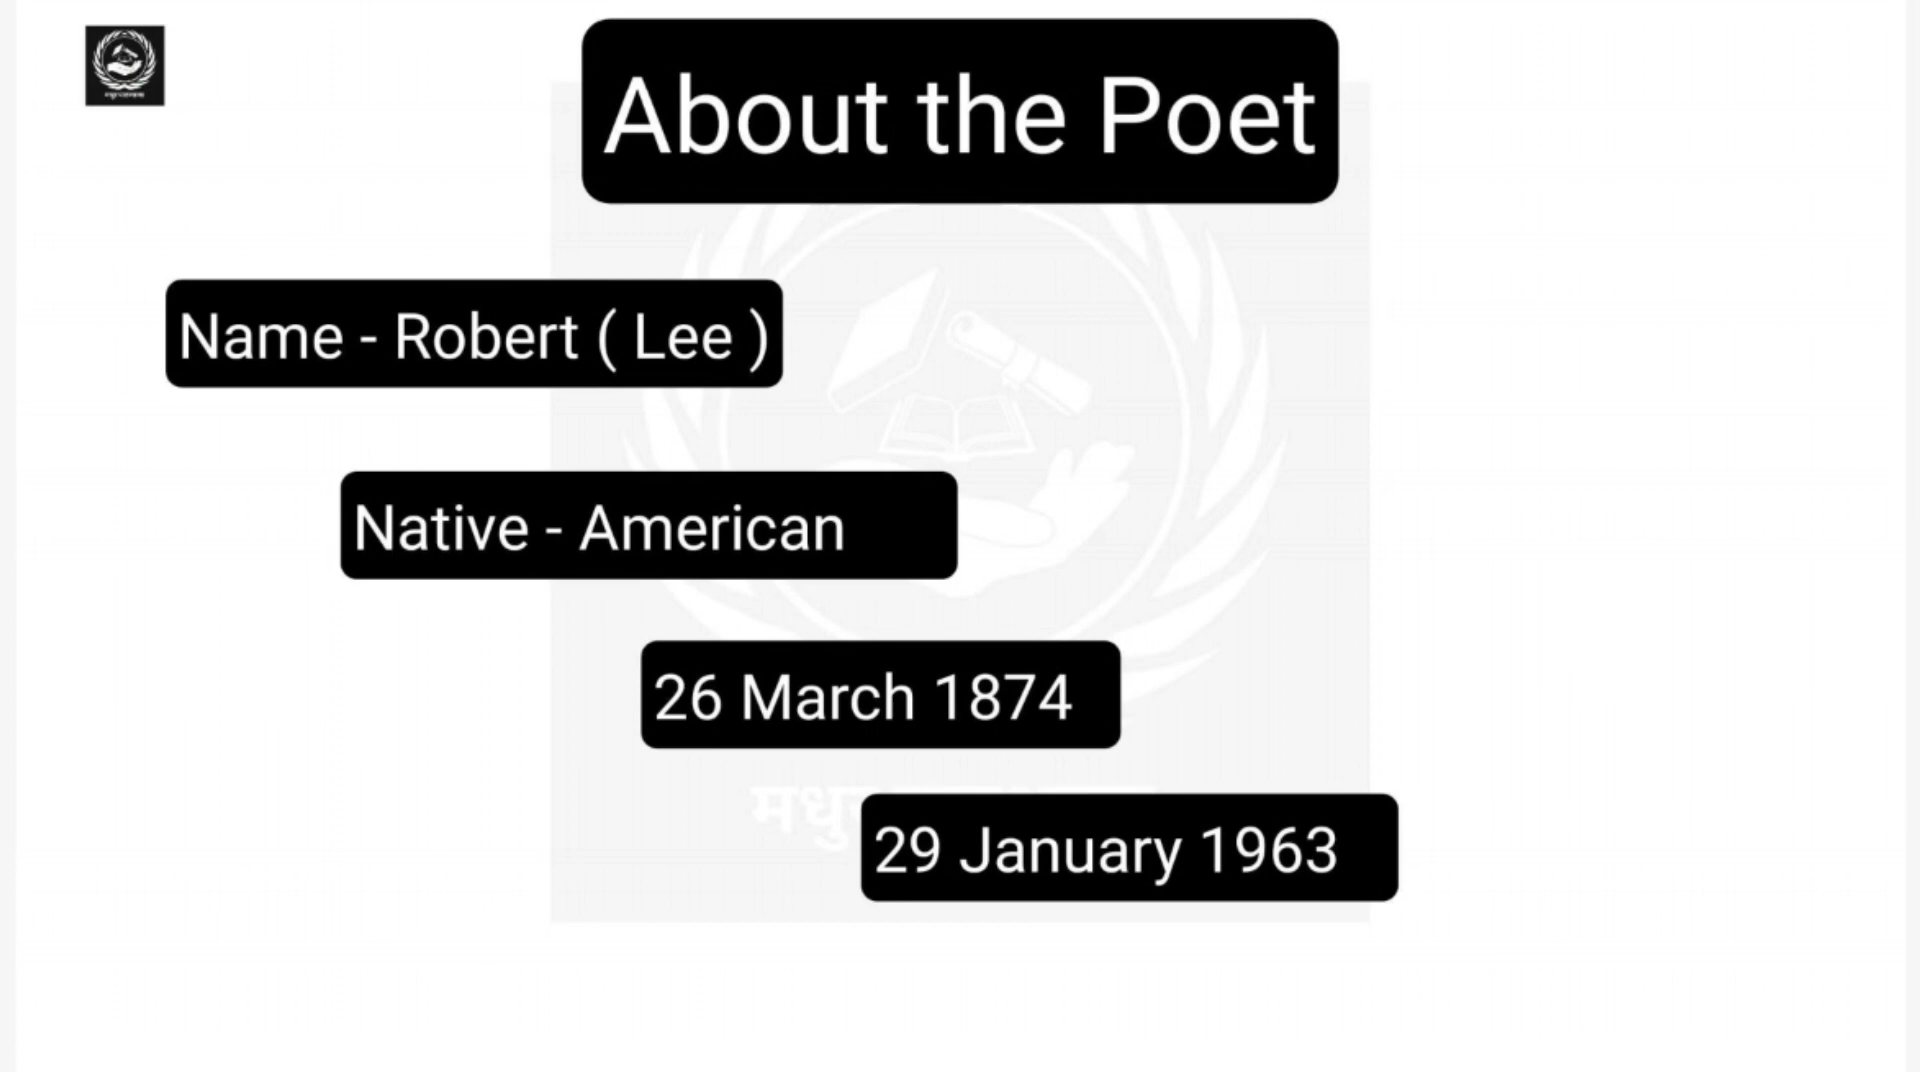 About the Poet
Name - Robert ( Lee )
Native - American
26 March 1874
29 January 1963